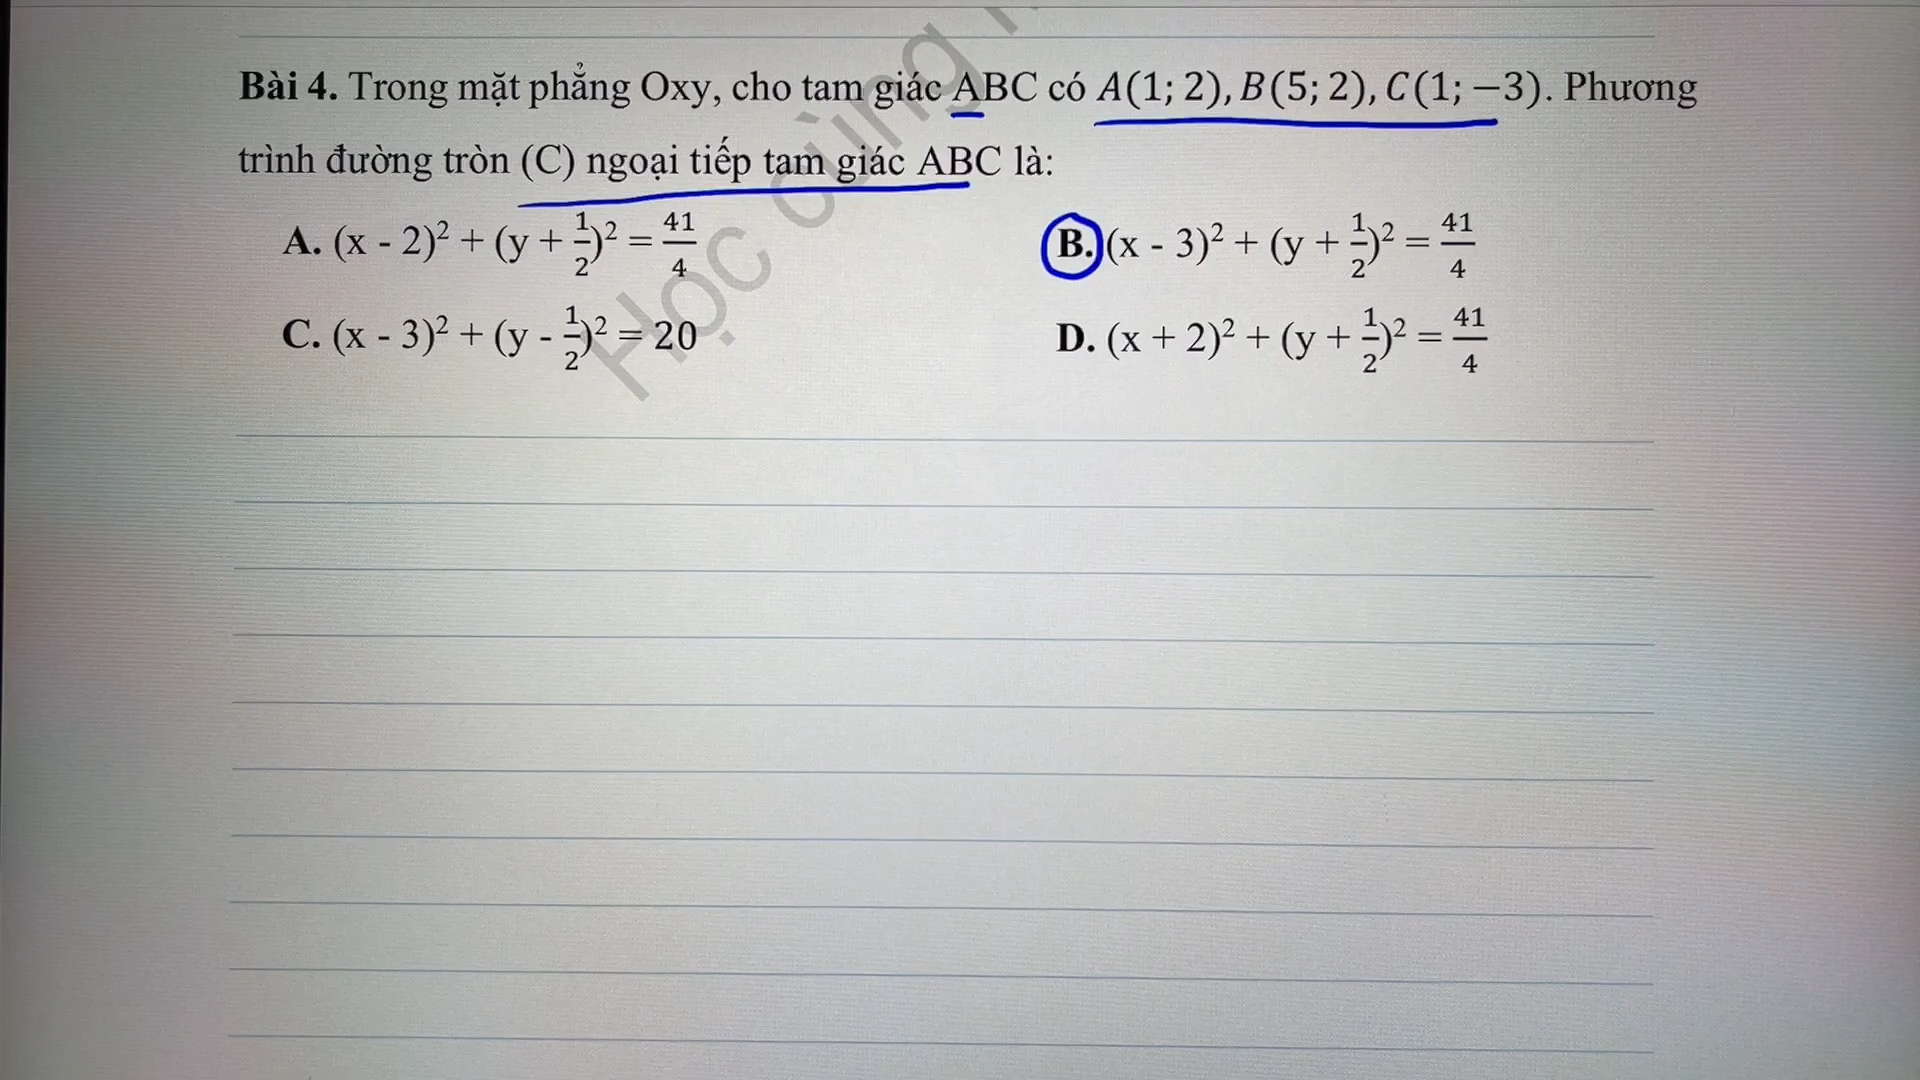 Học cùng
Bài 4. Trong mặt phẳng Oxy, cho tam giác ABC có A(1; 2), B(5; 2), C(1; −3). Phương
trình đường tròn (C) ngoại tiếp tam giác ABC là:
A. (x - 2)² + (y + 1/2)² = 41/4
B. (x - 3)² + (y + 1/2)² = 41/4
C. (x - 3)² + (y - 1/2)² = 20
D. (x + 2)² + (y + 1/2)² = 41/4